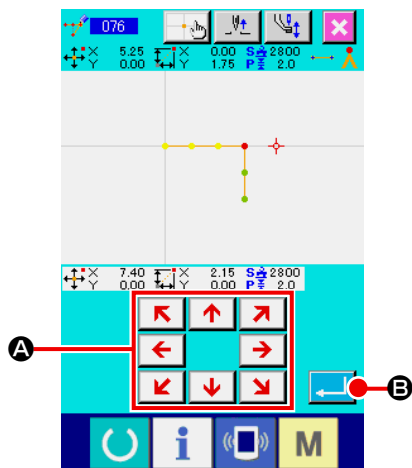 076
X 5.25 X 0.00 S 2800
Y 0.00 Y 1.75 P 2.0
X 7.40 X 2.15 S 2800
Y 0.00 Y 0.00 P 2.0
A
B
i M